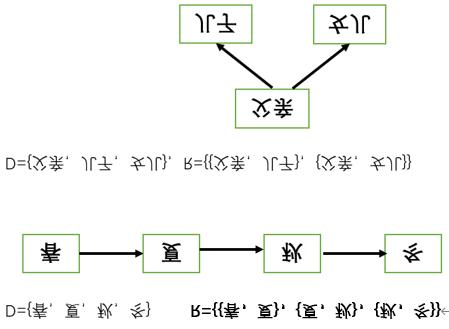 儿子
女儿
父亲
D={父亲，儿子，女儿}，R={{父亲，儿子}，{父亲，女儿}}
春
夏
秋
冬
D={春，夏，秋，冬} R={{春，夏}，{夏，秋}，{秋，冬}}